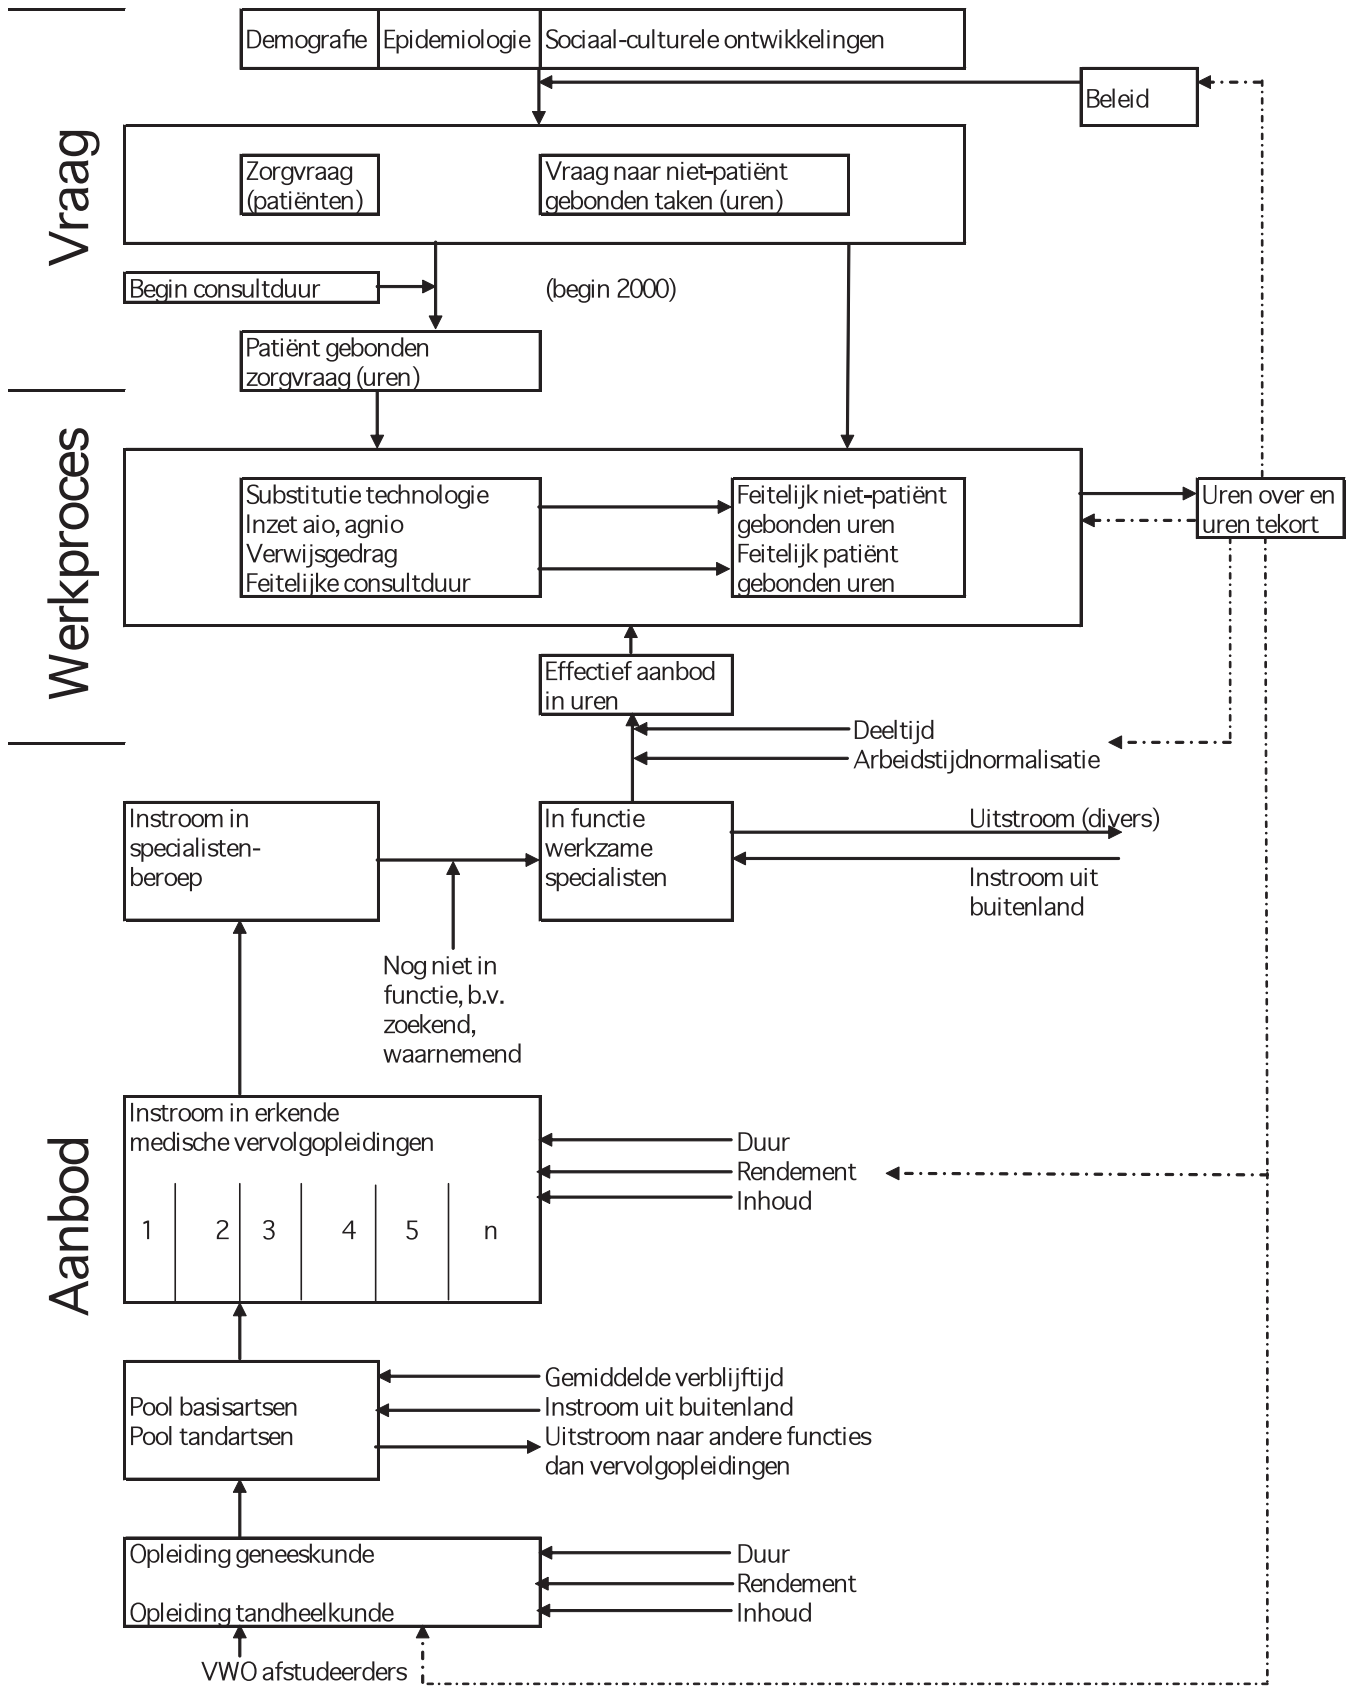 Demografie
Epidemiologie
Sociaal-culturele ontwikkelingen
Beleid
Vraag
Zorgvraag
(patiënten)
Vraag naar niet-patiënt
gebonden taken (uren)
Begin consultduur
(begin 2000)
Patiënt gebonden
zorgvraag (uren)
Werkproces
Substitutie technologie
Inzet aio, agnio
Verwijsgedrag
Feitelijke consultduur
Feitelijk niet-patiënt
gebonden uren
Feitelijk patiënt
gebonden uren
Uren over en
uren tekort
Effectief aanbod
in uren
Deeltijd
Arbeidstijdnormalisatie
Aanbod
Instroom in
specialisten-
beroep
In functie
werkzame
specialisten
Uitstroom (divers)
Instroom uit
buitenland
Nog niet in
functie, b.v.
zoekend,
waarnemend
Instroom in erkende
medische vervolgopleidingen
1 2 3 4 5 n
Duur
Rendement
Inhoud
Pool basisartsen
Pool tandartsen
Gemiddelde verblijftijd
Instroom uit buitenland
Uitstroom naar andere functies
dan vervolgopleidingen
Opleiding geneeskunde
Opleiding tandheelkunde
Duur
Rendement
Inhoud
VWO afstudeerders